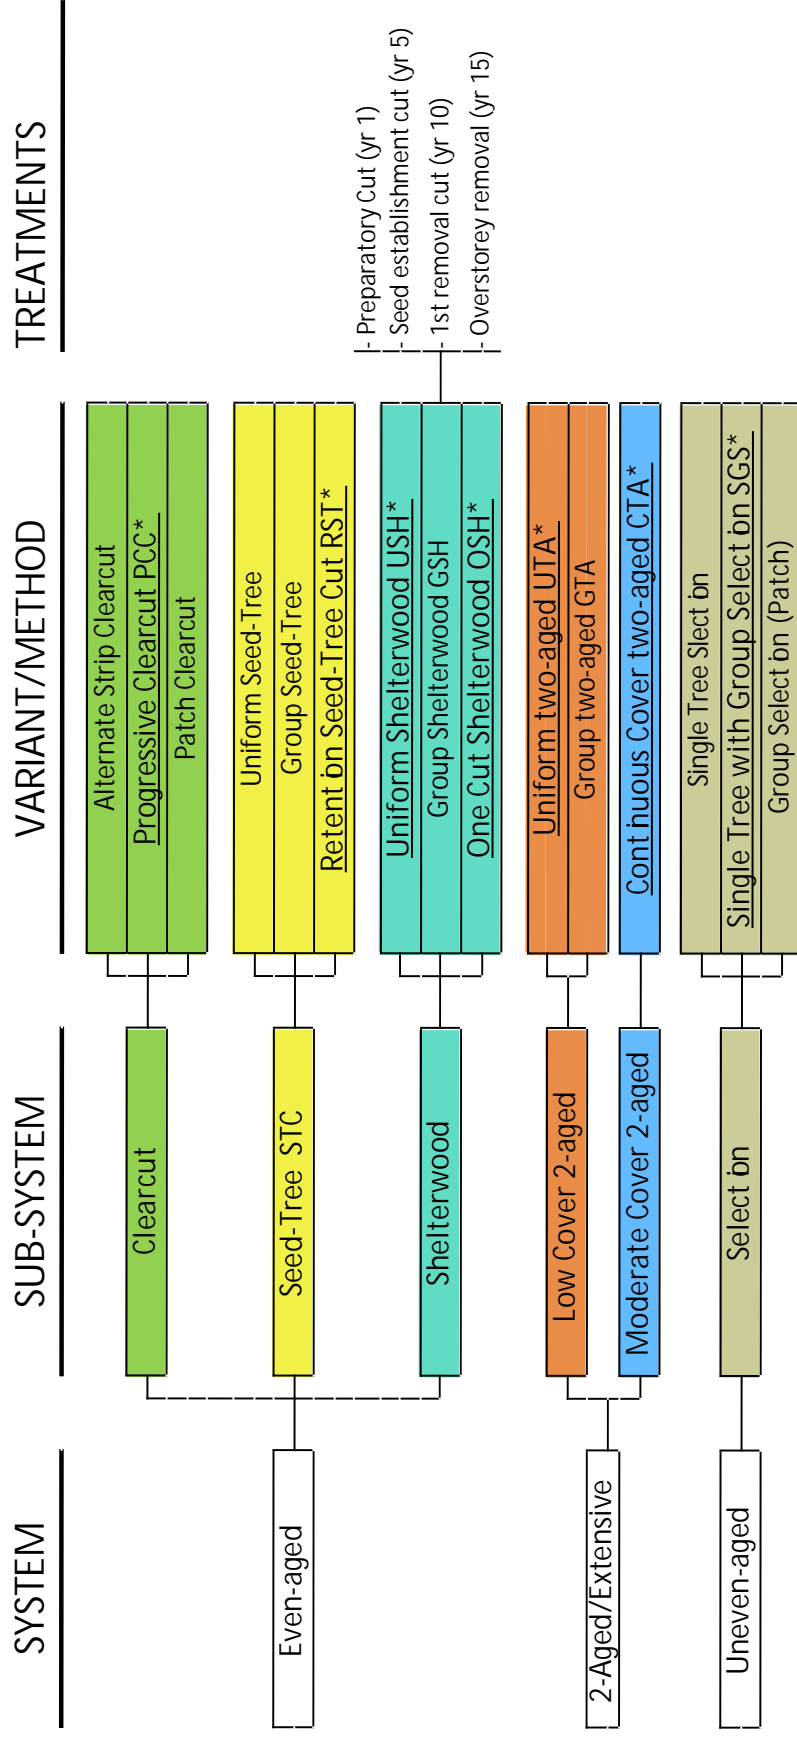 SYSTEM
SUB-SYSTEM
VARIANT/METHOD
TREATMENTS
Even-aged
Clearcut
Alternate Strip Clearcut
Progressive Clearcut PCC*
Patch Clearcut
Seed-Tree STC
Uniform Seed-Tree
Group Seed-Tree
Retention Seed-Tree Cut RST*
Shelterwood
Uniform Shelterwood USH*
Group Shelterwood GSH
One Cut Shelterwood OSH*
- Preparatory Cut (yr 1)
- Seed establishment cut (yr 5)
- 1st removal cut (yr 10)
- Overstorey removal (yr 15)
2-Aged/Extensive
Low Cover 2-aged
Uniform two-aged UTA*
Group two-aged GTA
Moderate Cover 2-aged
Continuous Cover two-aged CTA*
Uneven-aged
Selection
Single Tree Slection
Single Tree with Group Selection SGS*
Group Selection (Patch)